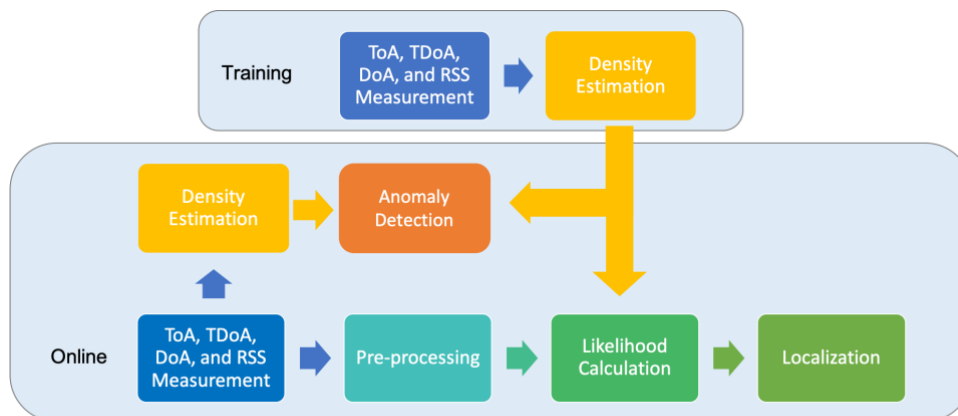 Training
ToA, TDoA,
DoA, and RSS
Measurement
Density
Estimation
Density
Estimation
Anomaly
Detection
Online
ToA, TDoA,
DoA, and RSS
Measurement
Pre-processing
Likelihood
Calculation
Localization